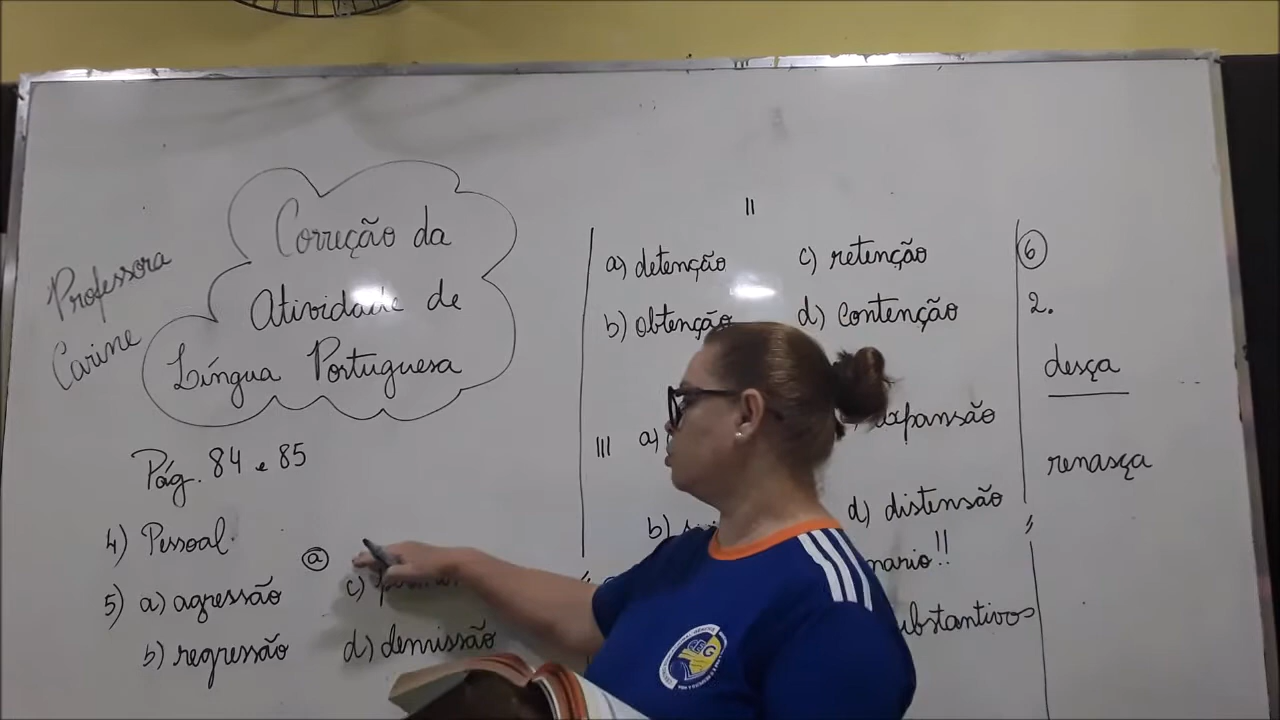 Professora
Carine
Correção da
Atividade de
Língua Portuguesa
Pág. 84 e 85
4) Pessoal.
5) a) agressão
b) regressão
a
c)
d) demissão
II
a) detenção
b) obtenção
c) retenção
d) contenção
III a)
expansão
b)
d) distensão
substantivos
6
2.
desça
renasça